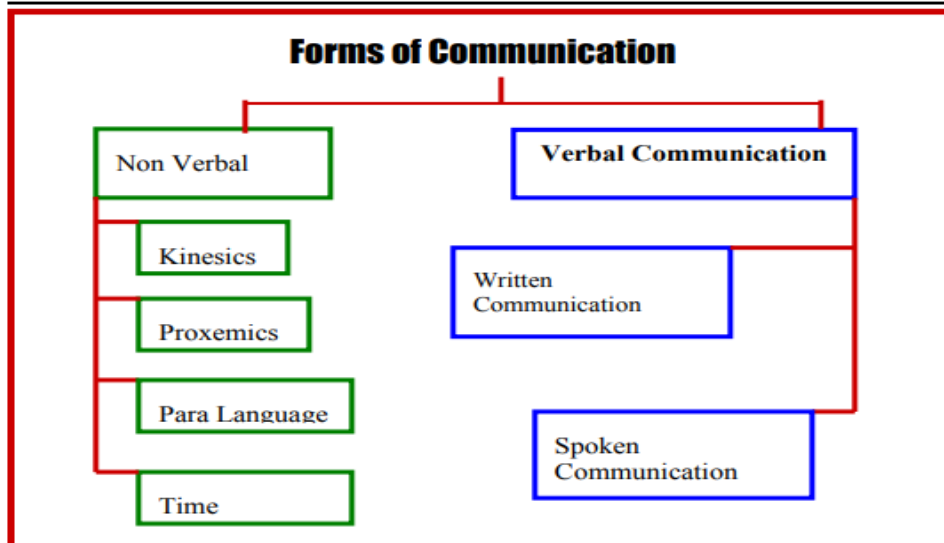 Forms of Communication
Non Verbal
Kinesics
Proxemics
Para Language
Time
Verbal Communication
Written
Communication
Spoken
Communication